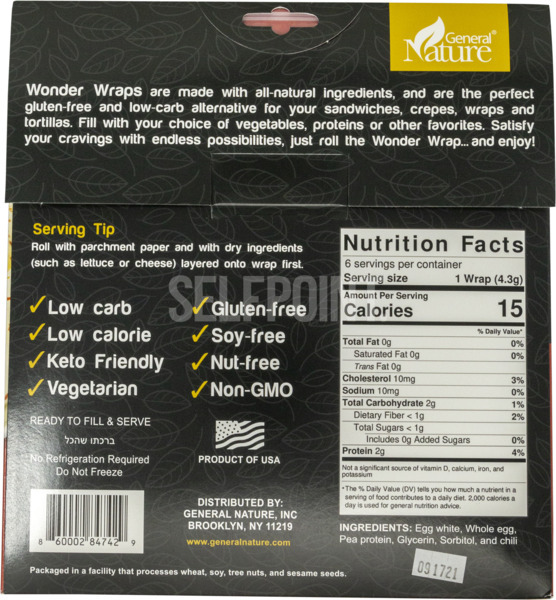 General®
Nature
Wonder Wraps are made with all-natural ingredients, and are the perfect
gluten-free and low-carb alternative for your sandwiches, crepes, wraps and
tortillas. Fill with your choice of vegetables, proteins or other favorites. Satisfy
your cravings with endless possibilities, just roll the Wonder Wrap... and enjoy!
Serving Tip
Roll with parchment paper and with dry ingredients
(such as lettuce or cheese) layered onto wrap first.
✓Low carb
✓Low calorie
✓Keto Friendly
✓Vegetarian
✓Gluten-free
✓Soy-free
✓Nut-free
✓Non-GMO
READY TO FILL & SERVE
ברכתו שהכל
No Refrigeration Required
Do Not Freeze
PRODUCT OF USA
8 60002 84742 9
DISTRIBUTED BY:
GENERAL NATURE, INC
BROOKLYN, NY 11219
www.generalnature.com
Packaged in a facility that processes wheat, soy, tree nuts, and sesame seeds.
Nutrition Facts
6 servings per container
Serving size 1 Wrap (4.3g)
Amount Per Serving
Calories 15
% Daily Value*
Total Fat 0g 0%
Saturated Fat 0g 0%
Trans Fat 0g
Cholesterol 10mg 3%
Sodium 10mg 0%
Total Carbohydrate 2g 1%
Dietary Fiber < 1g 2%
Total Sugars < 1g
Includes 0g Added Sugars 0%
Protein 2g 4%
Not a significant source of vitamin D, calcium, iron, and
potassium
*The % Daily Value (DV) tells you how much a nutrient in a
serving of food contributes to a daily diet. 2,000 calories a
day is used for general nutrition advice.
INGREDIENTS: Egg white, Whole egg,
Pea protein, Glycerin, Sorbitol, and chili
091721